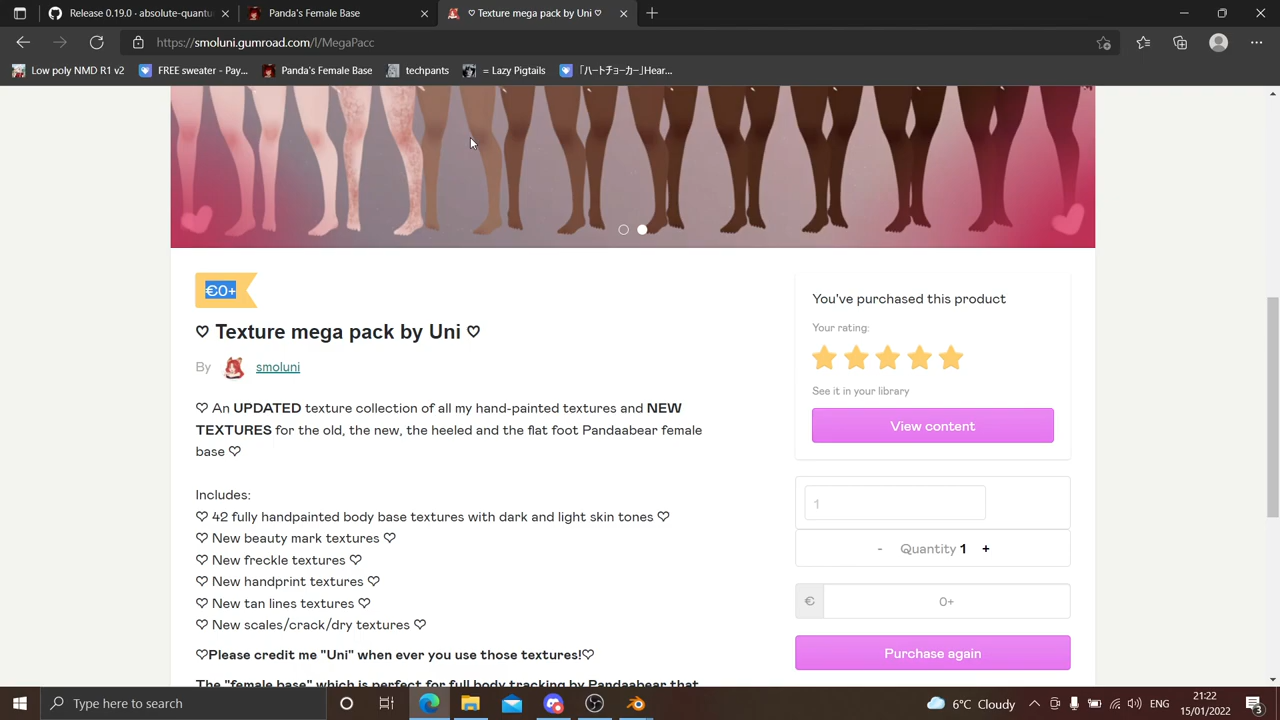 Release 0.19.0 · absolute-quantu
Panda's Female Base
♡ Texture mega pack by Uni ♡
https://smoluni.gumroad.com/l/MegaPacc
Low poly NMD R1 v2
FREE sweater - Pay...
Panda's Female Base
techpants
= Lazy Pigtails
「ハートチョーカー」Hear...
€0+
♡ Texture mega pack by Uni ♡
By smoluni
♡ An UPDATED texture collection of all my hand-painted textures and NEW
TEXTURES for the old, the new, the heeled and the flat foot Pandaabear female
base ♡
Includes:
♡ 42 fully handpainted body base textures with dark and light skin tones ♡
♡ New beauty mark textures ♡
♡ New freckle textures ♡
♡ New handprint textures ♡
♡ New tan lines textures ♡
♡ New scales/crack/dry textures ♡
♡Please credit me "Uni" when ever you use those textures!♡
The "female base" which is perfect for full body tracking by Pandaabear that
You've purchased this product
Your rating:
See it in your library
View content
1
- Quantity 1 +
€ 0+
Purchase again
Type here to search
6°C Cloudy
ENG
21:22
15/01/2022
3